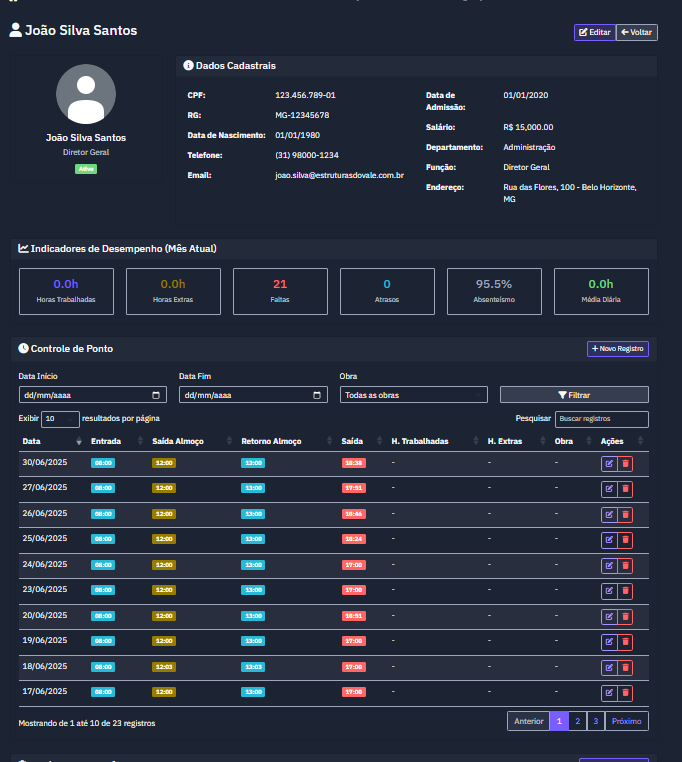 João Silva Santos
Editar
Voltar
João Silva Santos
Diretor Geral
Ativo
Dados Cadastrais
CPF: 123.456.789-01
RG: MG-12345678
Data de Nascimento: 01/01/1980
Telefone: (31) 98000-1234
Email: joao.silva@estruturasdovale.com.br
Data de Admissão: 01/01/2020
Salário: R$ 15,000.00
Departamento: Administração
Função: Diretor Geral
Endereço: Rua das Flores, 100 - Belo Horizonte,
MG
Indicadores de Desempenho (Mês Atual)
0.0h
Horas Trabalhadas
0.0h
Horas Extras
21
Faltas
0
Atrasos
95.5%
Absenteísmo
0.0h
Média Diária
Controle de Ponto
+ Novo Registro
Data Início
dd/mm/aaaa
Data Fim
dd/mm/aaaa
Obra
Todas as obras
Filtrar
Exibir 10 resultados por página
Pesquisar Buscar registros
Data Entrada Saída Almoço Retorno Almoço Saída H. Trabalhadas H. Extras Obra Ações
30/06/2025 08:00 12:00 13:00 18:38 - - -
27/06/2025 08:00 12:00 13:00 17:51 - - -
26/06/2025 08:00 12:00 13:00 18:46 - - -
25/06/2025 08:00 12:00 13:00 18:24 - - -
24/06/2025 08:00 12:00 13:00 17:00 - - -
23/06/2025 08:00 12:00 13:00 17:00 - - -
20/06/2025 08:00 12:00 13:00 18:51 - - -
19/06/2025 08:00 12:00 13:00 17:00 - - -
18/06/2025 08:00 12:03 13:03 17:00 - - -
17/06/2025 08:00 12:00 13:00 17:00 - - -
Mostrando de 1 até 10 de 23 registros
Anterior 1 2 3 Próximo